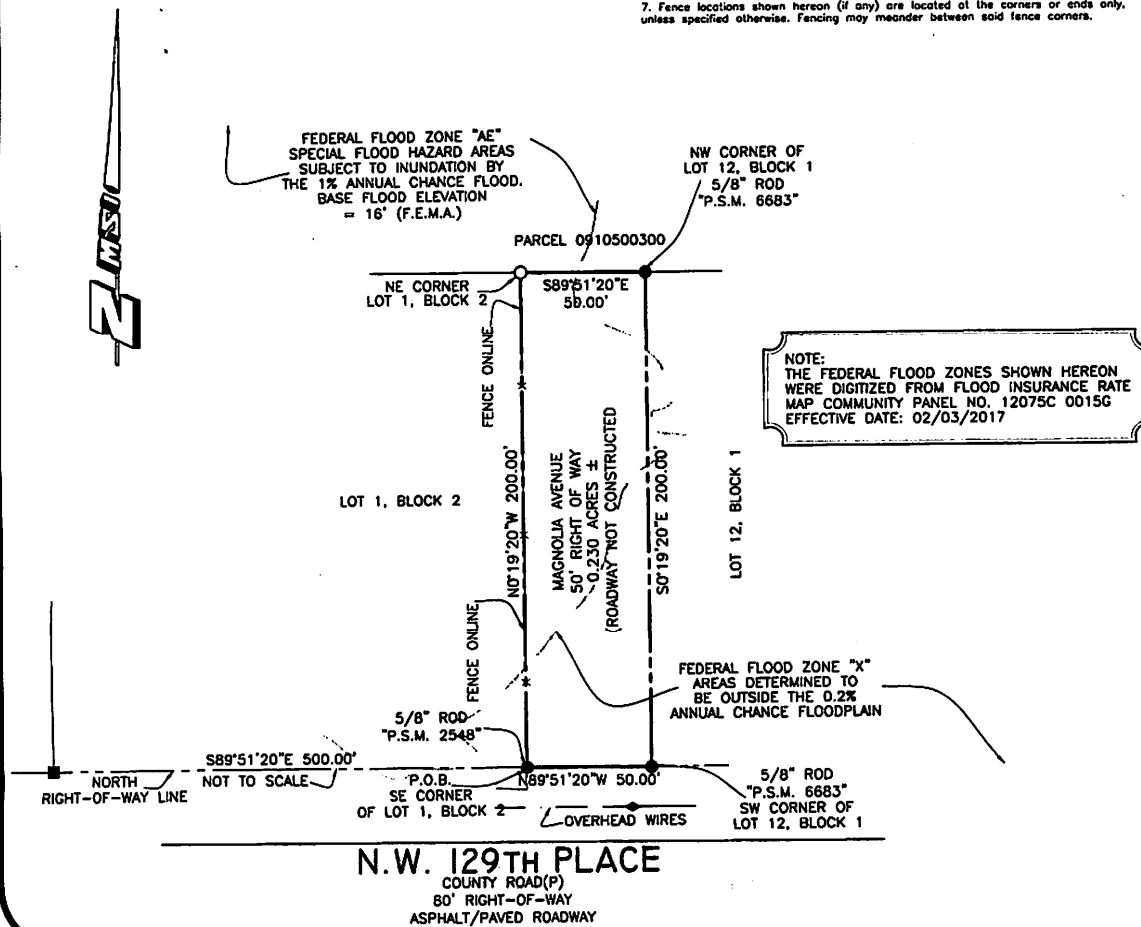 7. Fence locations shown hereon (if any) are located at the corners or ends only,
unless specified otherwise. Fencing may meander between said fence corners.
FEDERAL FLOOD ZONE "AE"
SPECIAL FLOOD HAZARD AREAS
SUBJECT TO INUNDATION BY
THE 1% ANNUAL CHANCE FLOOD.
BASE FLOOD ELEVATION
= 16' (F.E.M.A.)
NW CORNER OF
LOT 12, BLOCK 1
5/8" ROD
"P.S.M. 6683"
MSI
N
PARCEL 0910500300
NE CORNER
LOT 1, BLOCK 2
S89°51'20"E
50.00'
FENCE ONLINE
NOTE:
THE FEDERAL FLOOD ZONES SHOWN HEREON
WERE DIGITIZED FROM FLOOD INSURANCE RATE
MAP COMMUNITY PANEL NO. 12075C 0015G
EFFECTIVE DATE: 02/03/2017
LOT 1, BLOCK 2
N0°19'20"W 200.00'
MAGNOLIA AVENUE
50' RIGHT OF WAY
0.230 ACRES ±
(ROADWAY NOT CONSTRUCTED
S0°19'20"E 200.00'
LOT 12, BLOCK 1
FENCE ONLINE
FEDERAL FLOOD ZONE "X"
AREAS DETERMINED TO
BE OUTSIDE THE 0.2%
ANNUAL CHANCE FLOODPLAIN
5/8" ROD
"P.S.M. 2548"
S89°51'20"E 500.00'
NOT TO SCALE
NORTH
RIGHT-OF-WAY LINE
P.O.B.
SE CORNER
OF LOT 1, BLOCK 2
N89°51'20"W 50.00'
5/8" ROD
"P.S.M. 6683"
SW CORNER OF
LOT 12, BLOCK 1
OVERHEAD WIRES
N.W. 129TH PLACE
COUNTY ROAD(P)
80' RIGHT-OF-WAY
ASPHALT/PAVED ROADWAY